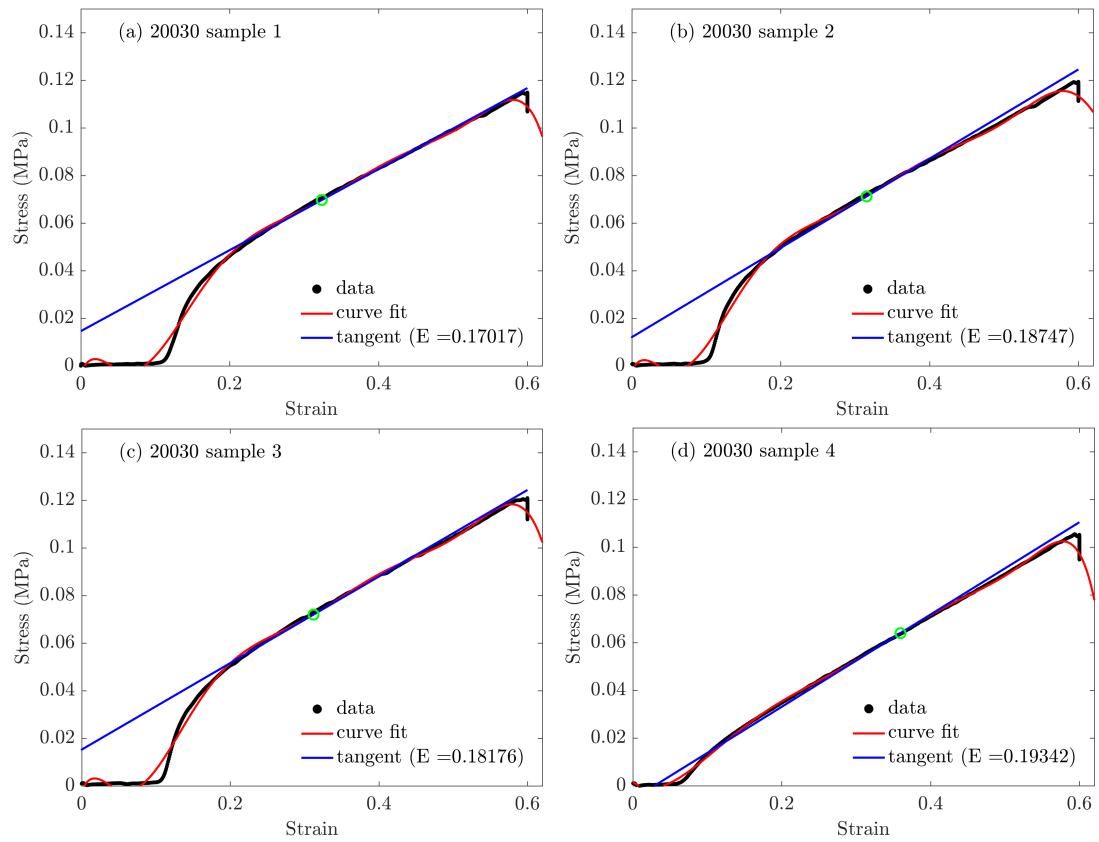 (a) 20030 sample 1
0.14
0.12
0.1
0.08
0.06
0.04
0.02
0
Stress (MPa)
data
curve fit
tangent (E =0.17017)
0
0.2
0.4
0.6
Strain
(b) 20030 sample 2
0.14
0.12
0.1
0.08
0.06
0.04
0.02
0
Stress (MPa)
data
curve fit
tangent (E =0.18747)
0
0.2
0.4
0.6
Strain
(c) 20030 sample 3
0.14
0.12
0.1
0.08
0.06
0.04
0.02
0
Stress (MPa)
data
curve fit
tangent (E =0.18176)
0
0.2
0.4
0.6
Strain
(d) 20030 sample 4
0.14
0.12
0.1
0.08
0.06
0.04
0.02
0
Stress (MPa)
data
curve fit
tangent (E =0.19342)
0
0.2
0.4
0.6
Strain